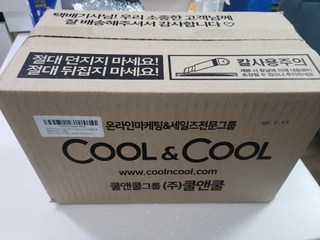 택배기사님! 우리 소중한 고객님께
잘 배송해주셔서 감사합니다 ♡
절대 던지지 마세요!
절대 뒤집지 마세요!
칼사용주의
온라인마케팅&세일즈전문그룹
COOL & COOL
www.coolncool.com
쿨앤쿨그룹 (주)쿨앤쿨